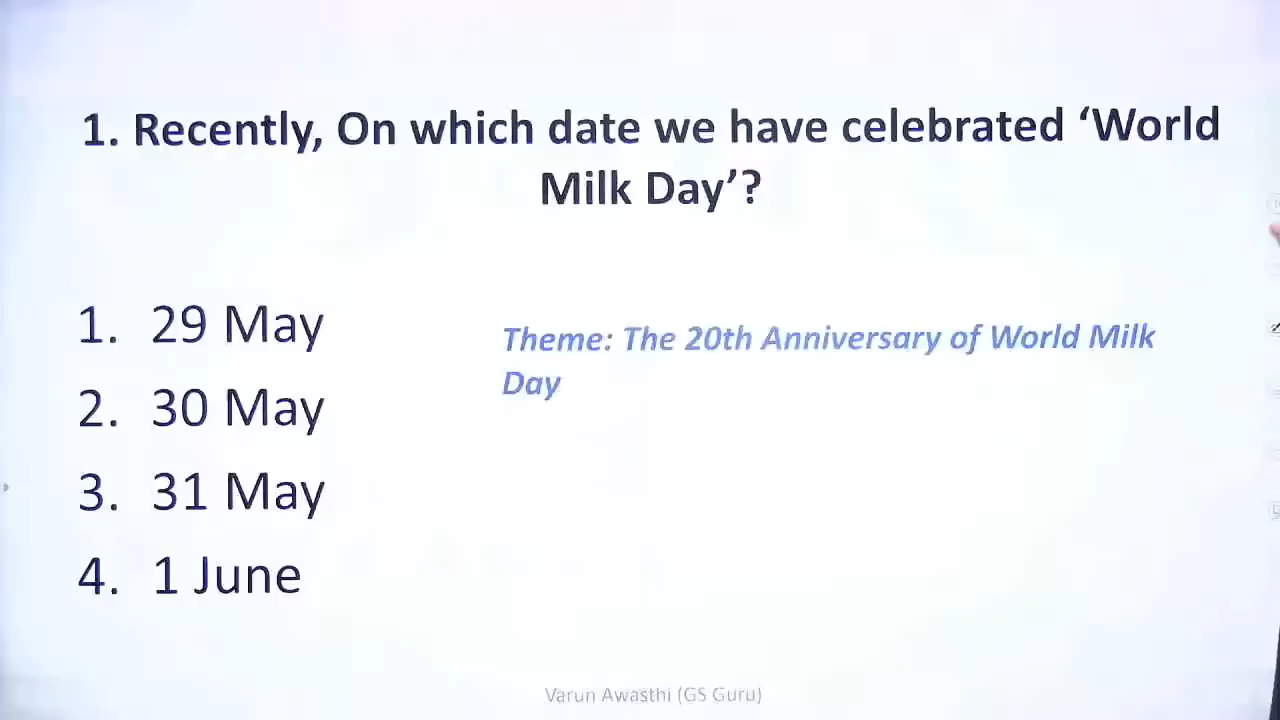 1. Recently, On which date we have celebrated ‘World
Milk Day’?
1. 29 May
2. 30 May
3. 31 May
4. 1 June
Theme: The 20th Anniversary of World Milk
Day
Varun Awasthi (GS Guru)